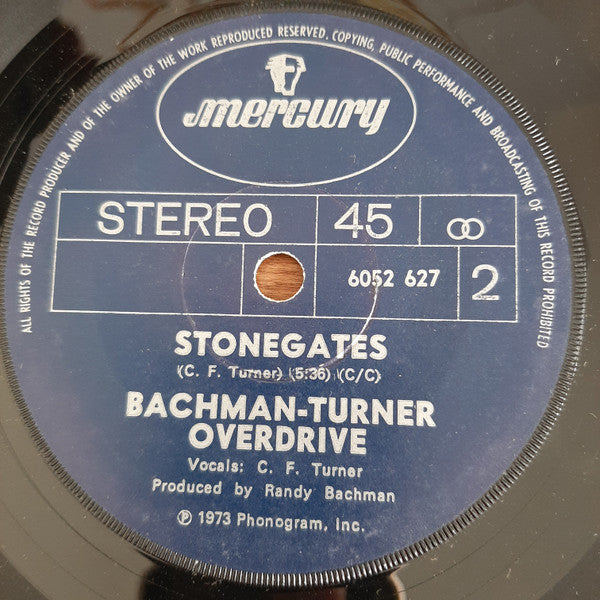 ALL RIGHTS OF THE RECORD PRODUCER AND OF THE OWNER OF THE WORK REPRODUCED RESERVED. COPYING, PUBLIC PERFORMANCE AND BROADCASTING OF THIS RECORD PROHIBITED
mercury
STEREO 45 ∞
6052 627 2
STONEGATES
(C. F. Turner) (5:36) (C/C)
BACHMAN-TURNER
OVERDRIVE
Vocals: C. F. Turner
Produced by Randy Bachman
℗ 1973 Phonogram, Inc.